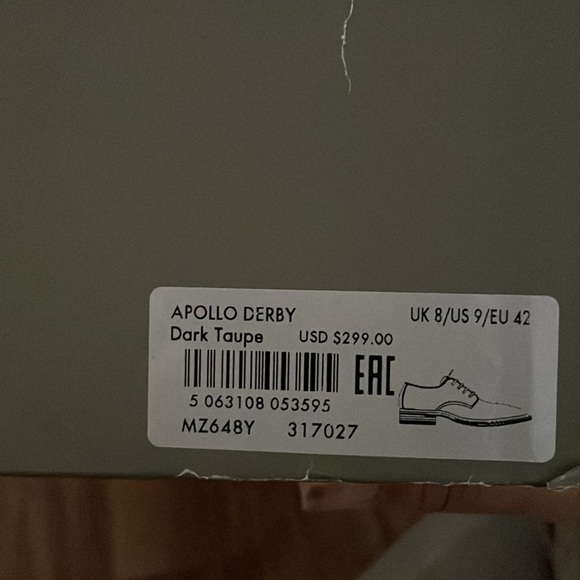 APOLLO DERBY UK 8/US 9/EU 42
Dark Taupe USD $299.00
EAC
5 063108 053595
MZ648Y 317027